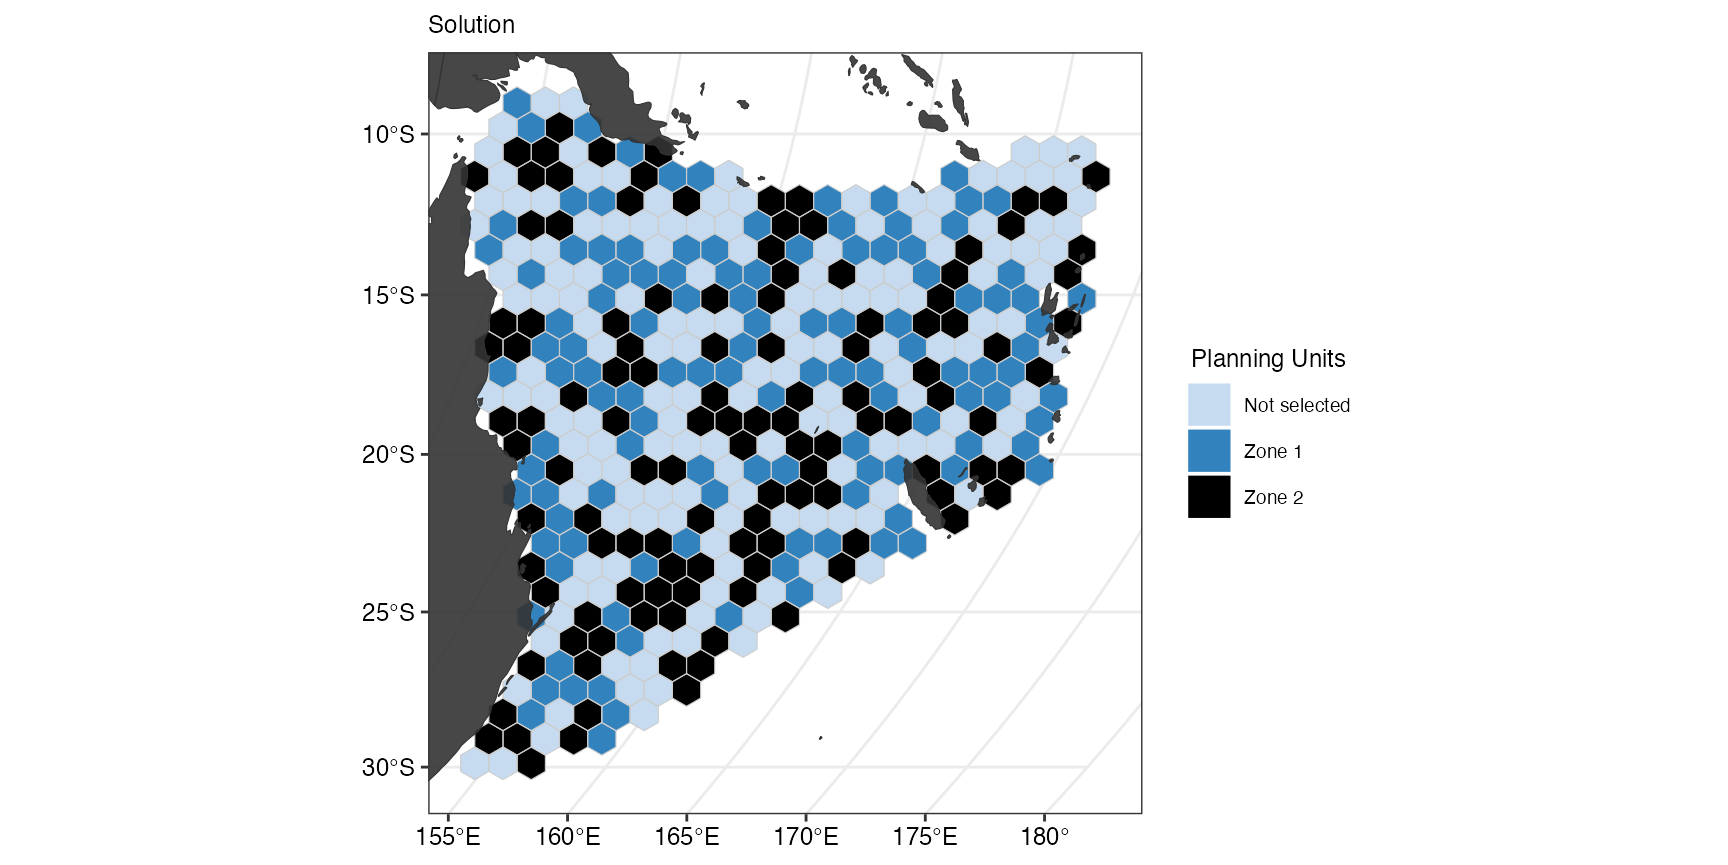 Solution
10°S
15°S
20°S
25°S
30°S
155°E 160°E 165°E 170°E 175°E 180°
Planning Units
Not selected
Zone 1
Zone 2